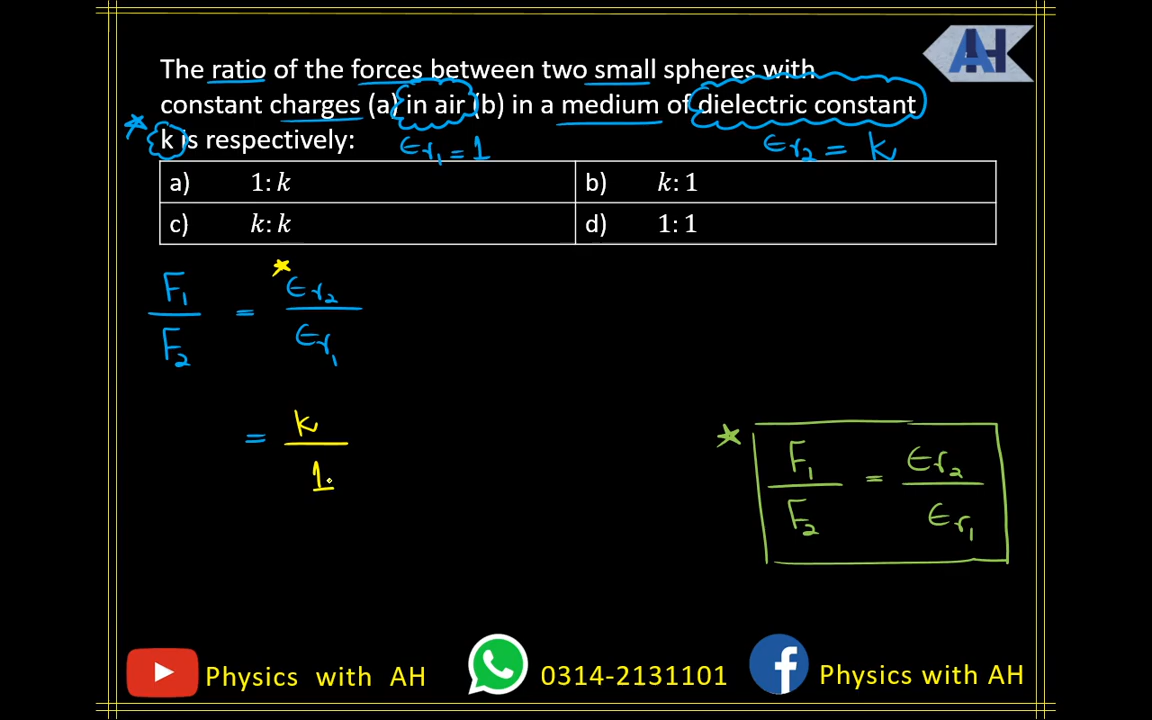 AH
The ratio of the forces between two small spheres with
constant charges (a) in air (b) in a medium of dielectric constant
k is respectively:
εr₁ = 1
εr₂ = k
a) 1: k
b) k: 1
c) k: k
d) 1: 1
F₁/F₂ = εr₂/εr₁
= k/1
F₁/F₂ = εr₂/εr₁
Physics with AH
0314-2131101
Physics with AH